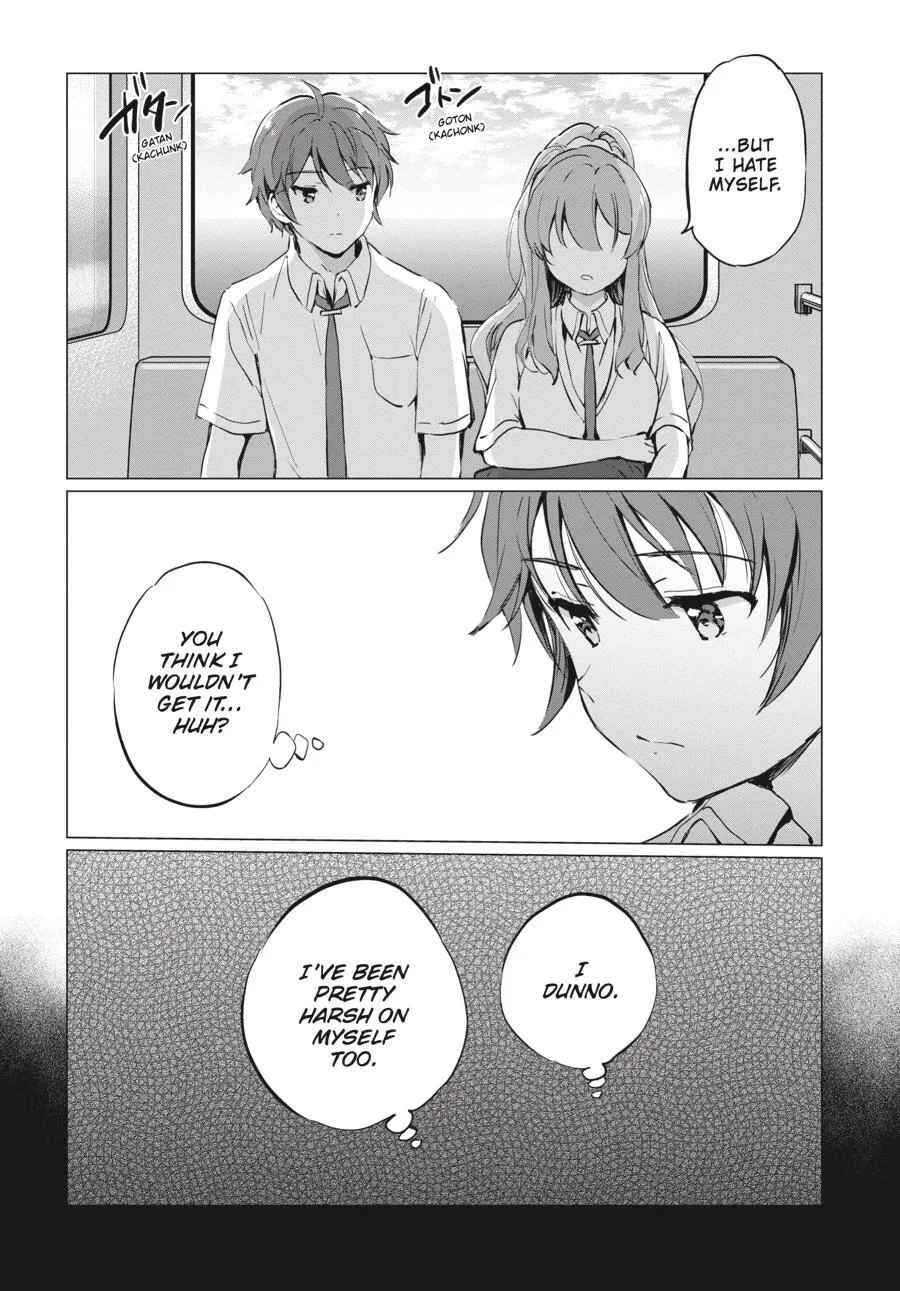 ...BUT
I HATE
MYSELF.
ゴトン
GOTON
(KACHONK)
ガタン
GATAN
(KACHUNK)
YOU
THINK I
WOULDN'T
GET IT...
HUH?
I
DUNNO.
I'VE BEEN
PRETTY
HARSH ON
MYSELF
TOO.